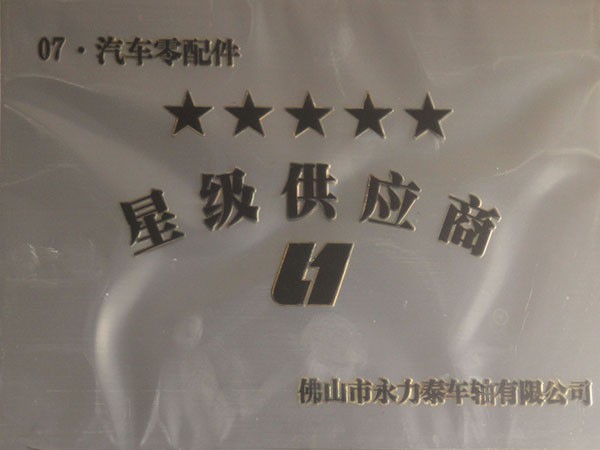 07·汽车零配件
★★★★★
星级供应商
佛山市永力泰车轴有限公司